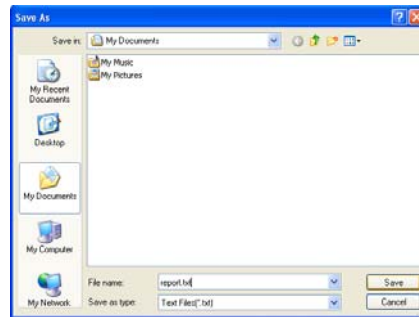 Save As
Save in: My Documents
My Music
My Pictures
My Recent
Documents
Desktop
My Documents
My Computer
My Network
File name: report.txt Save
Save as type: Text Files(*.txt) Cancel